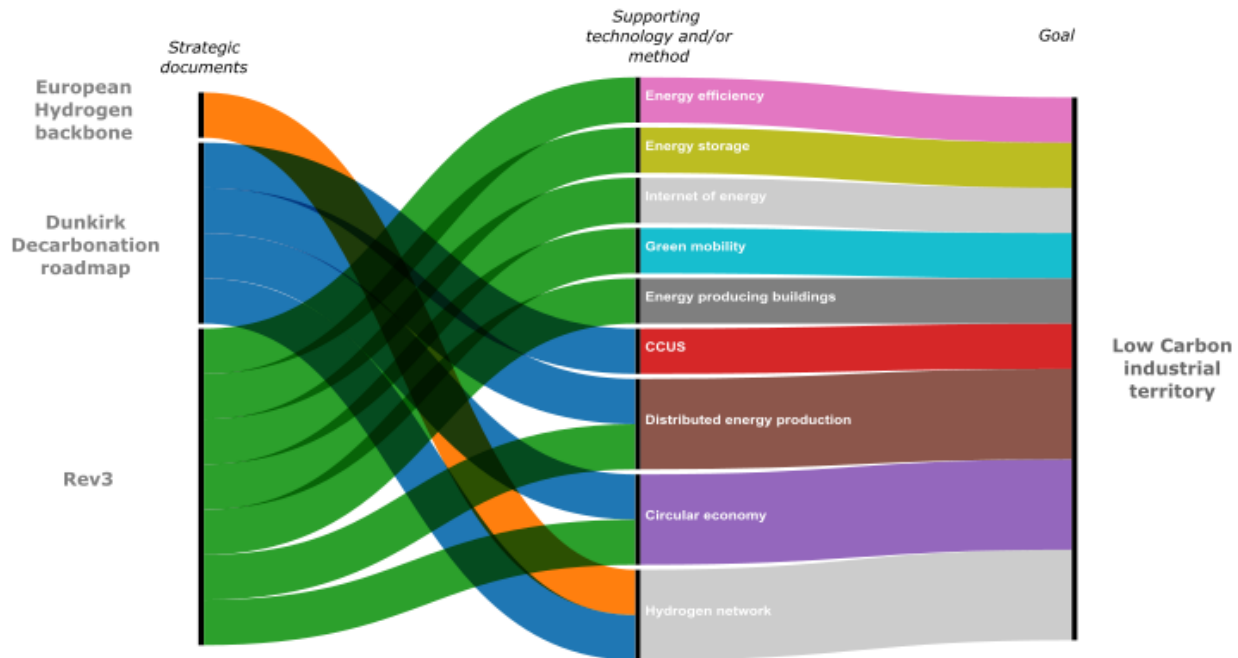 Strategic
documents
Supporting
technology and/or
method
Goal
European
Hydrogen
backbone
Dunkirk
Decarbonation
roadmap
Rev3
Energy efficiency
Energy storage
Internet of energy
Green mobility
Energy producing buildings
CCUS
Distributed energy production
Circular economy
Hydrogen network
Low Carbon
industrial
territory